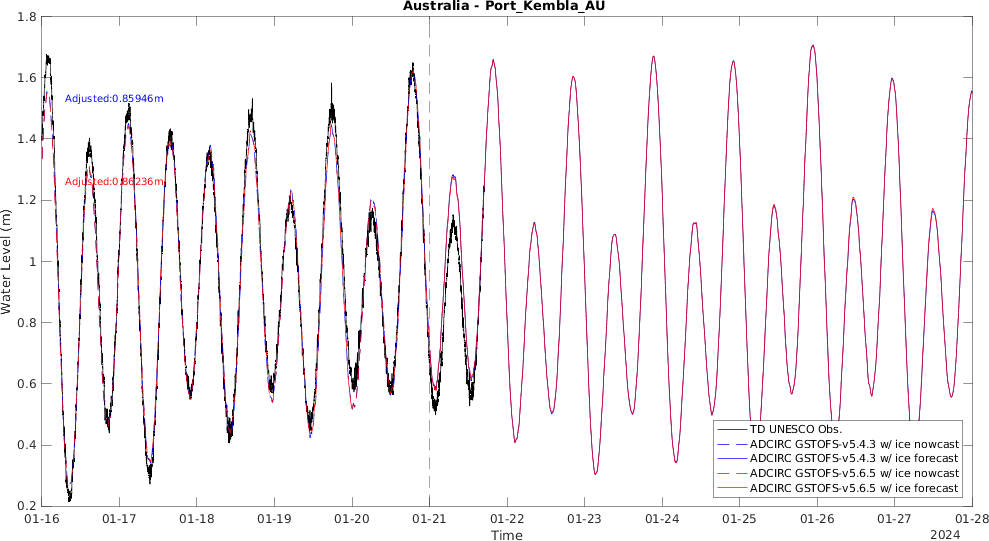 Australia - Port_Kembla_AU
1.8
1.6
1.4
1.2
1
0.8
0.6
0.4
0.2
Water Level (m)
Adjusted:0.85946m
Adjusted:0.86236m
TD UNESCO Obs.
ADCIRC GSTOFS-v5.4.3 w/ ice nowcast
ADCIRC GSTOFS-v5.4.3 w/ ice forecast
ADCIRC GSTOFS-v5.6.5 w/ ice nowcast
ADCIRC GSTOFS-v5.6.5 w/ ice forecast
01-16 01-17 01-18 01-19 01-20 01-21 01-22 01-23 01-24 01-25 01-26 01-27 01-28
Time
2024